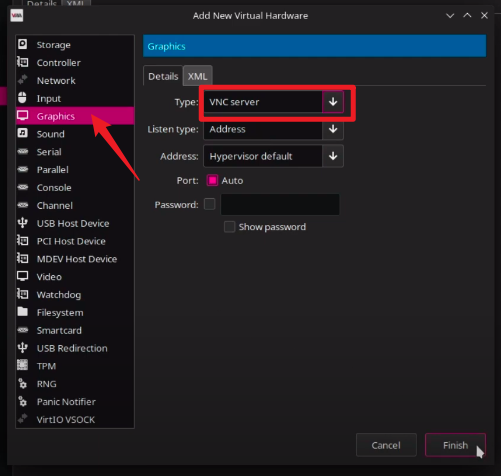 Details XML
Add New Virtual Hardware
Storage
Controller
Network
Input
Graphics
Sound
Serial
Parallel
Console
Channel
USB Host Device
PCI Host Device
MDEV Host Device
Video
Watchdog
Filesystem
Smartcard
USB Redirection
TPM
RNG
Panic Notifier
VirtIO VSOCK
Graphics
Details XML
Type: VNC server
Listen type: Address
Address: Hypervisor default
Port: Auto
Password:
Show password
Cancel Finish